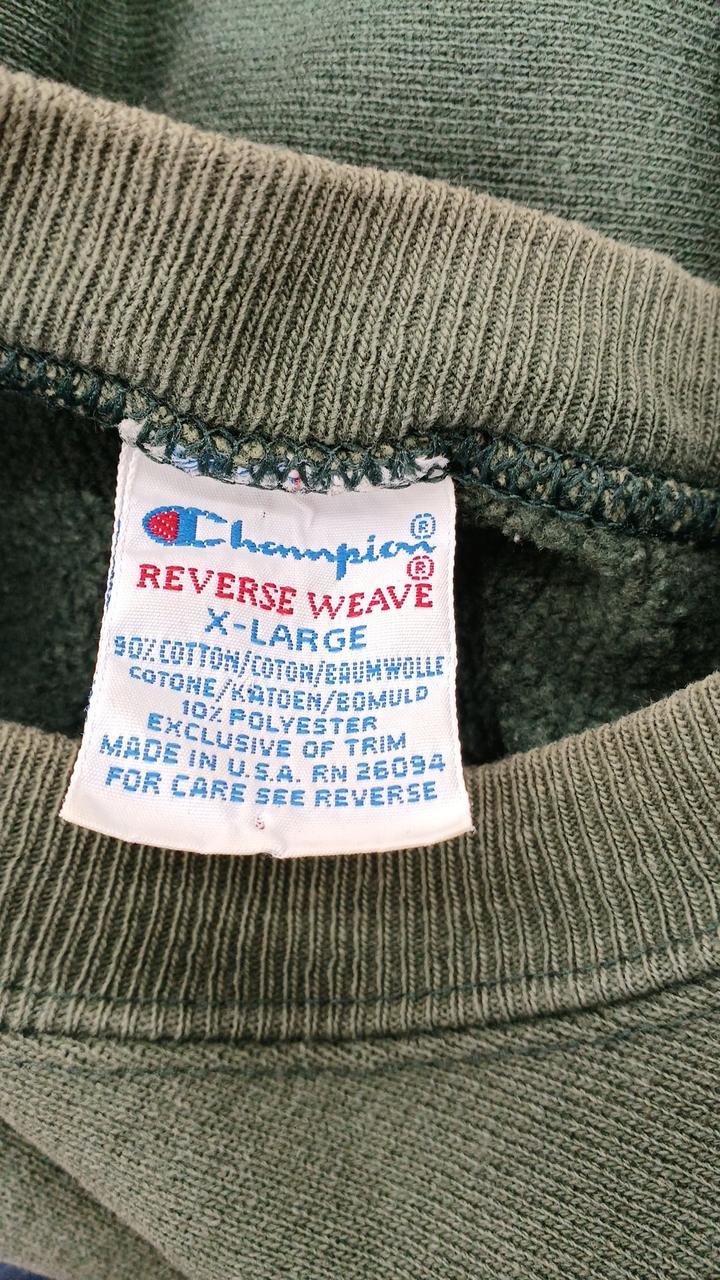 Champion®
REVERSE WEAVE®
X-LARGE
90% COTTON/COTON/BAUMWOLLE
COTONE/KATOEN/BOMULD
10% POLYESTER
EXCLUSIVE OF TRIM
MADE IN U.S.A. RN 26094
FOR CARE SEE REVERSE